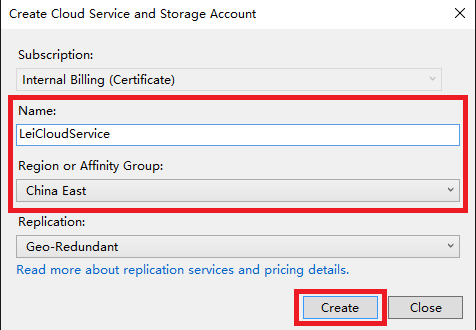 Create Cloud Service and Storage Account
Subscription:
Internal Billing (Certificate)
Name:
LeiCloudService
Region or Affinity Group:
China East
Replication:
Geo-Redundant
Read more about replication services and pricing details.
Create Close